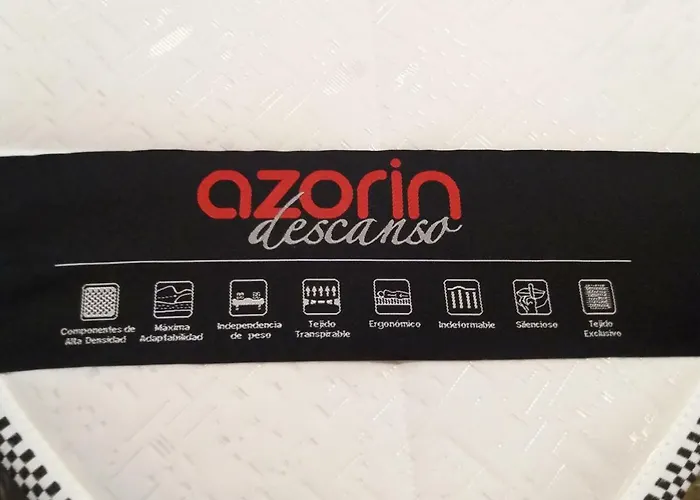 azorin
descanso
Componentes de
Alta Densidad
Máxima
Adaptabilidad
Independencia
de peso
Tejido
Transpirable
Ergonómico
Indeformable
Silencioso
Tejido
Exclusivo